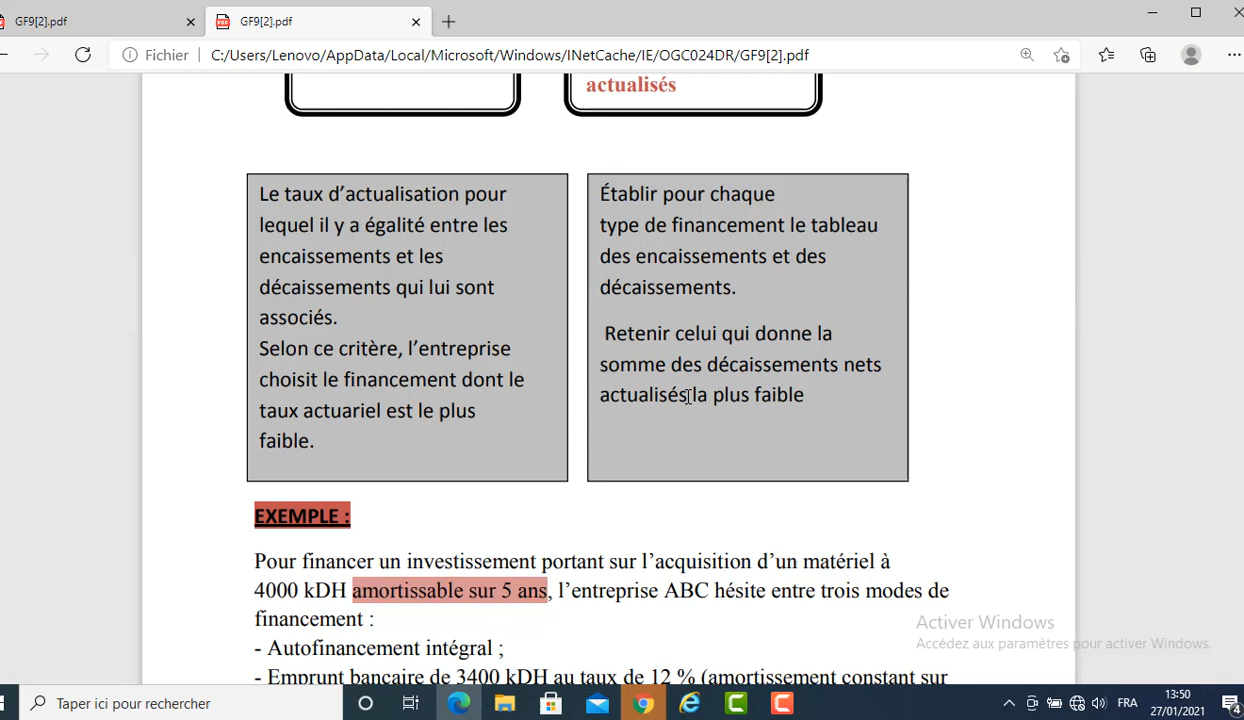 GF9[2].pdf
GF9[2].pdf
Fichier
C:/Users/Lenovo/AppData/Local/Microsoft/Windows/INetCache/IE/OGC024DR/GF9[2].pdf
actualisés
Le taux d’actualisation pour
lequel il y a égalité entre les
encaissements et les
décaissements qui lui sont
associés.
Selon ce critère, l’entreprise
choisit le financement dont le
taux actuariel est le plus
faible.
Établir pour chaque
type de financement le tableau
des encaissements et des
décaissements.
Retenir celui qui donne la
somme des décaissements nets
actualisés la plus faible
EXEMPLE :
Pour financer un investissement portant sur l’acquisition d’un matériel à
4000 kDH amortissable sur 5 ans, l’entreprise ABC hésite entre trois modes de
financement :
- Autofinancement intégral ;
- Emprunt bancaire de 3400 kDH au taux de 12 % (amortissement constant sur
Activer Windows
Accédez aux paramètres pour activer Windows.
Taper ici pour rechercher
FRA
13:50
27/01/2021
4